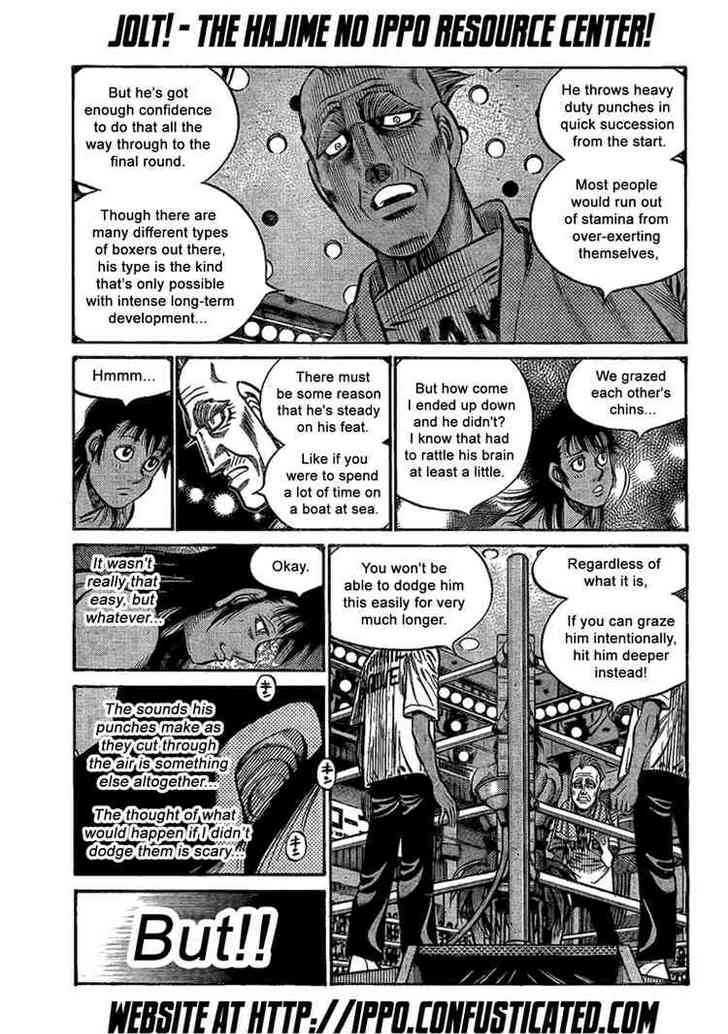 JOLT! - THE HAJIME NO IPPO RESOURCE CENTER!
He throws heavy
duty punches in
quick succession
from the start.
Most people
would run out
of stamina from
over-exerting
themselves,
But he's got
enough confidence
to do that all the
way through to the
final round.
Though there are
many different types
of boxers out there,
his type is the kind
that's only possible
with intense long-term
development...
We grazed
each other's
chins...
But how come
I ended up down
and he didn't?
I know that had
to rattle his brain
at least a little.
There must
be some reason
that he's steady
on his feat.
Like if you
were to spend
a lot of time on
a boat at sea.
Hmmm...
Regardless of
what it is,
If you can graze
him intentionally,
hit him deeper
instead!
You won't be
able to dodge him
this easily for very
much longer.
Okay.
It wasn't
really that
easy, but
whatever...
The sounds his
punches make as
they cut through
the air is something
else altogether...
The thought of what
would happen if I didn't
dodge them is scary...
キン
キン
キン
But!!
WEBSITE AT HTTP://IPPO.CONFUSTICATED.COM